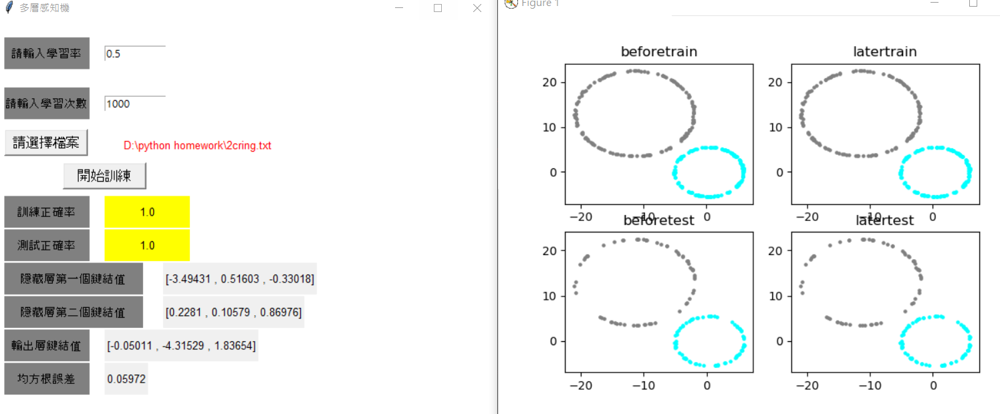 多層感知機
請輸入學習率 0.5
請輸入學習次數 1000
請選擇檔案 D:\python homework\2cring.txt
開始訓練
訓練正確率 1.0
測試正確率 1.0
隱藏層第一個鍵結值 [-3.49431 , 0.51603 , -0.33018]
隱藏層第二個鍵結值 [0.2281 , 0.10579 , 0.86976]
輸出層鍵結值 [-0.05011 , -4.31529 , 1.83654]
均方根誤差 0.05972
Figure 1
beforetrain
20
10
0
−20 −10 0
latertrain
20
10
0
−20 −10 0
beforetest
20
10
0
−20 −10 0
latertest
20
10
0
−20 −10 0